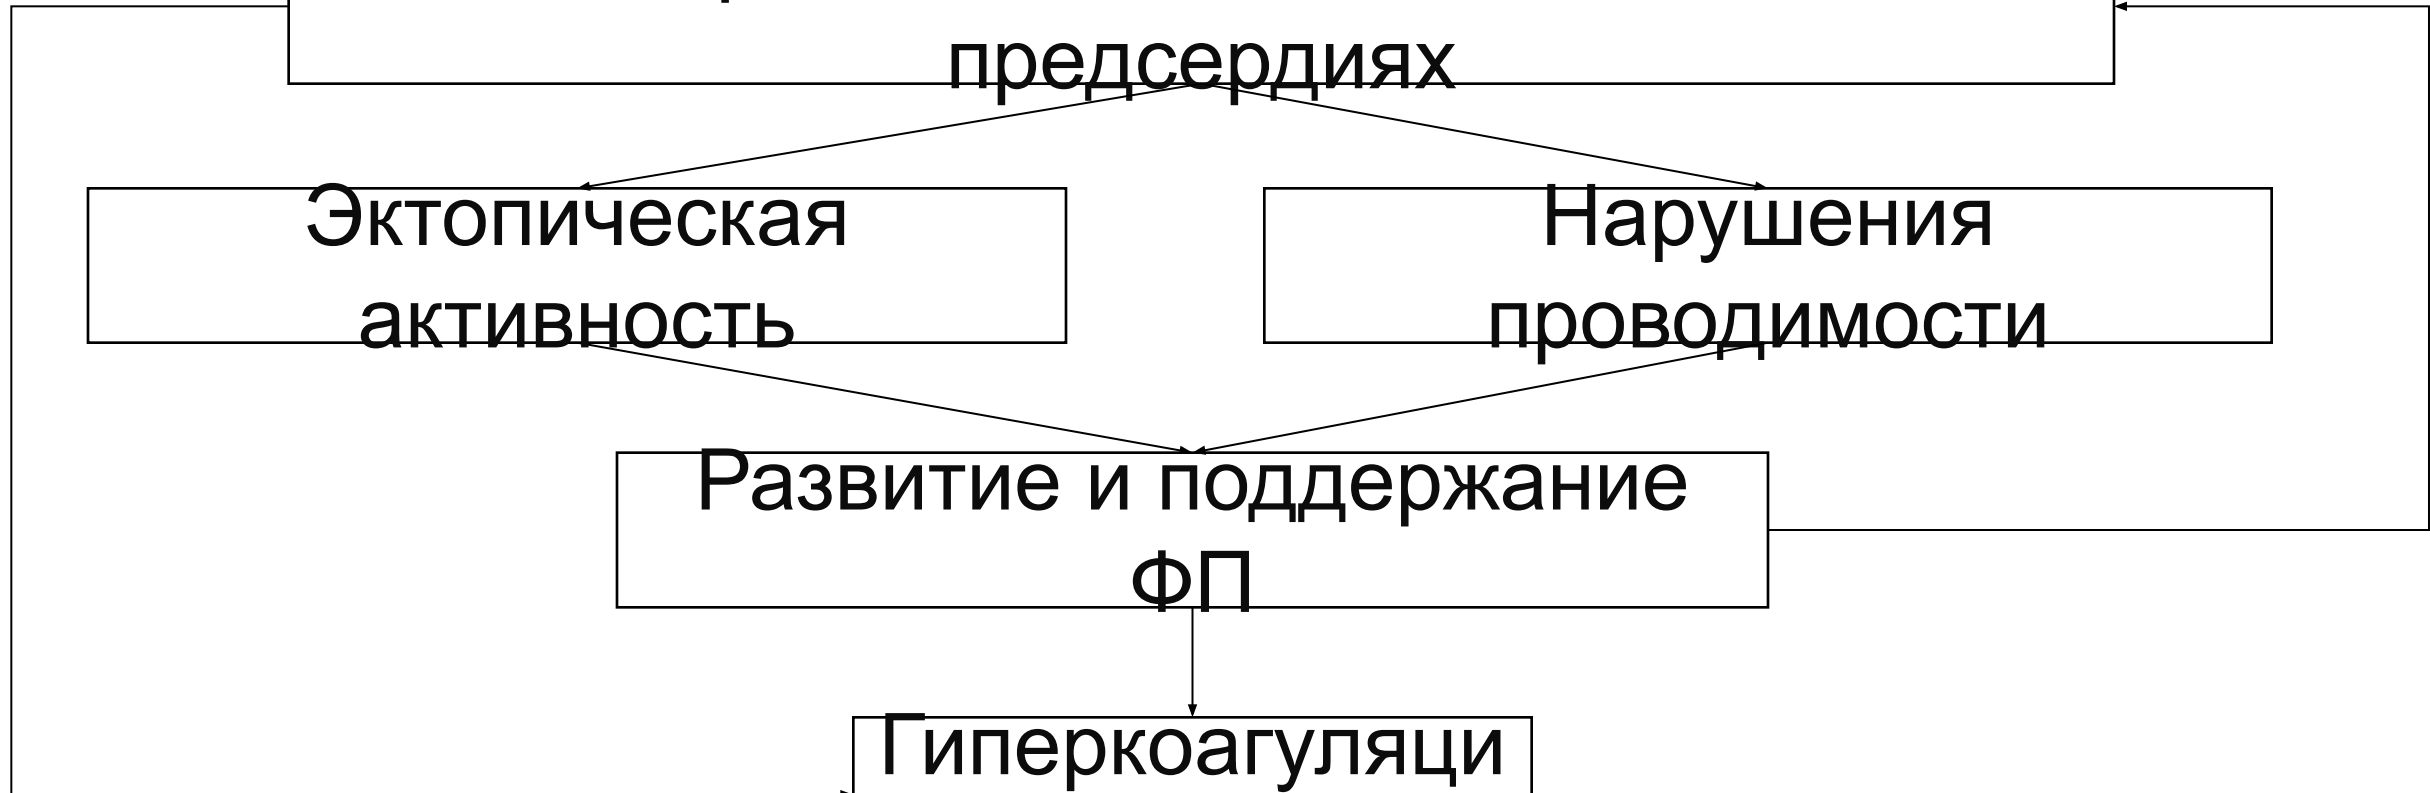 предсердиях
Эктопическая
активность
Нарушения
проводимости
Развитие и поддержание
ФП
Гиперкоагуляци